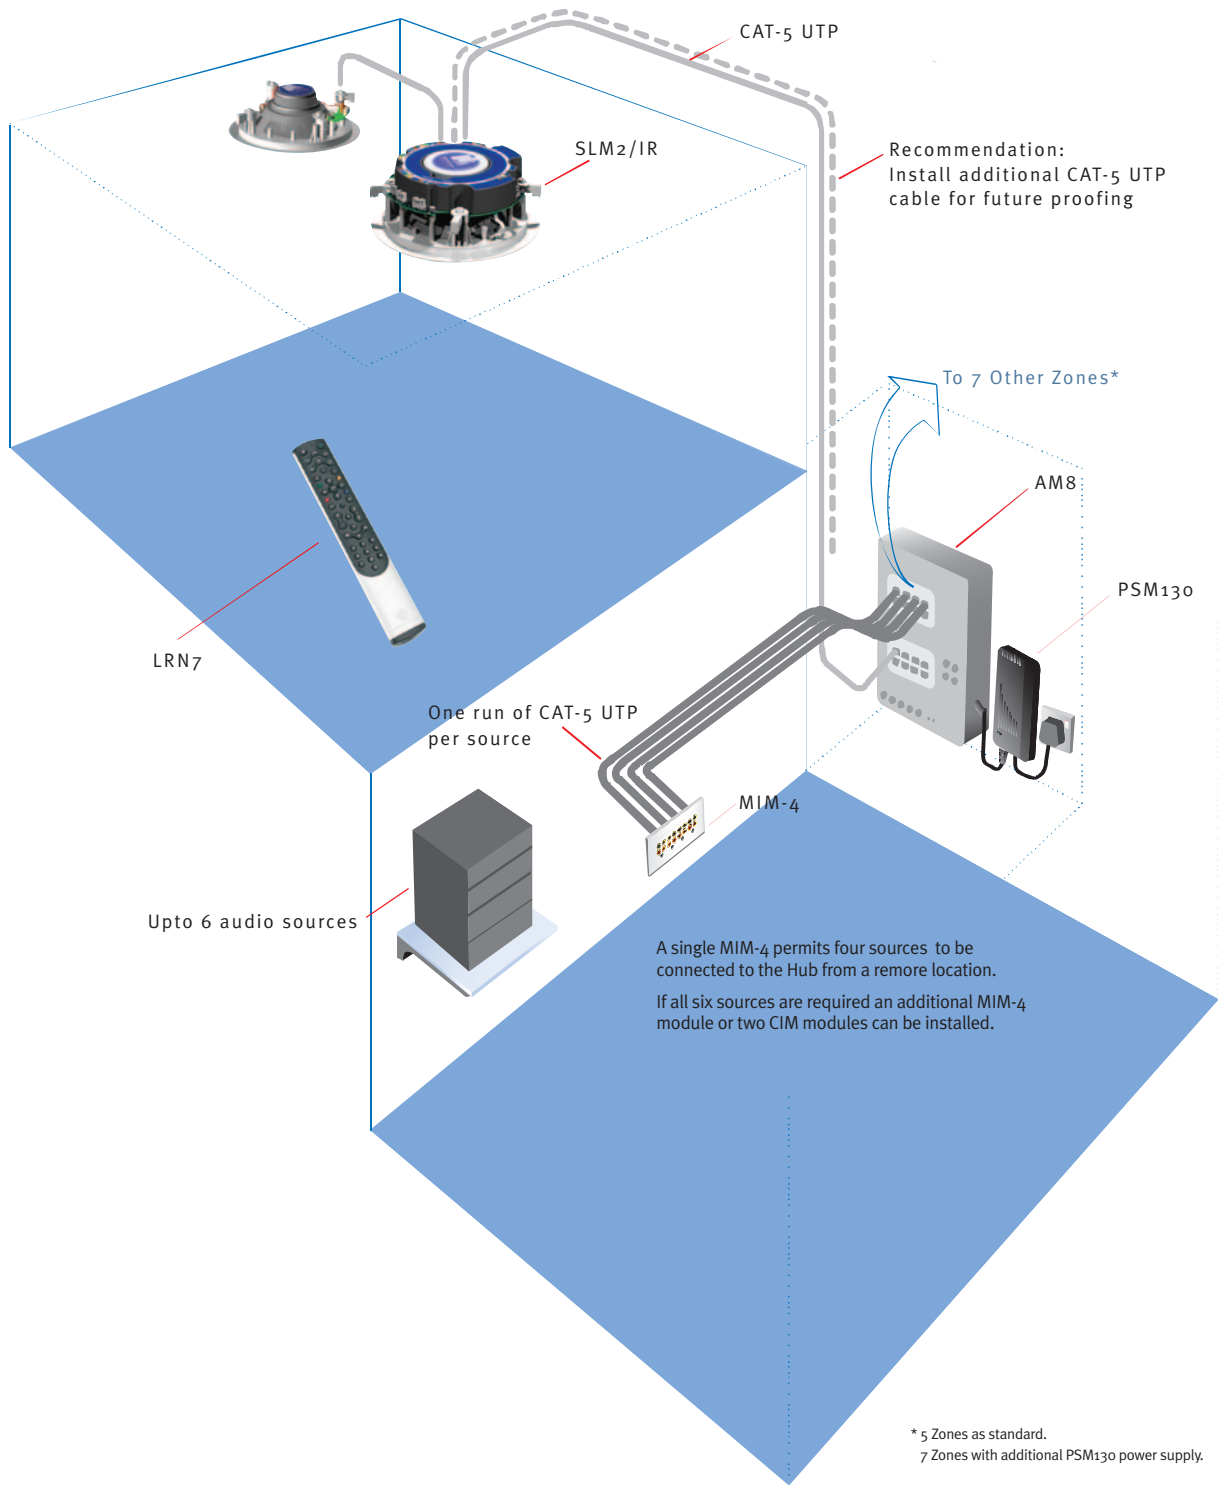 CAT-5 UTP
SLM2/IR
Recommendation:
Install additional CAT-5 UTP
cable for future proofing
To 7 Other Zones*
AM8
PSM130
LRN7
One run of CAT-5 UTP
per source
MIM-4
Upto 6 audio sources
A single MIM-4 permits four sources to be
connected to the Hub from a remore location.
If all six sources are required an additional MIM-4
module or two CIM modules can be installed.
* 5 Zones as standard.
7 Zones with additional PSM130 power supply.